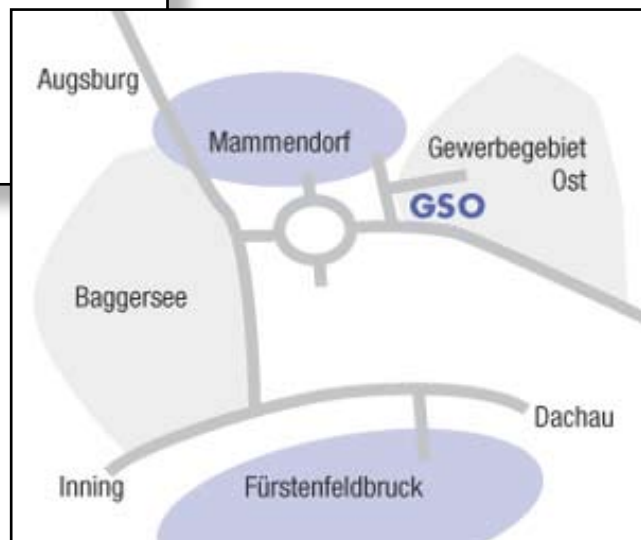 Augsburg
Mammendorf
Gewerbegebiet
Ost
GSO
Baggersee
Dachau
Inning
Fürstenfeldbruck